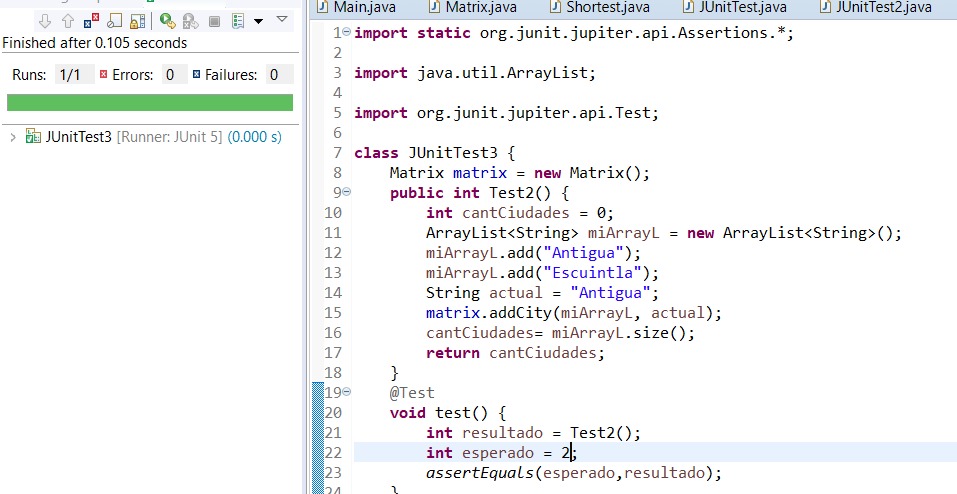 Main.java Matrix.java Shortest.java JUnitTest.java JUnitTest2.java
Finished after 0.105 seconds
Runs: 1/1 Errors: 0 Failures: 0
JUnitTest3 [Runner: JUnit 5] (0.000 s)
1 import static org.junit.jupiter.api.Assertions.*;
2
3 import java.util.ArrayList;
4
5 import org.junit.jupiter.api.Test;
6
7 class JUnitTest3 {
8 Matrix matrix = new Matrix();
9 public int Test2() {
10 int cantCiudades = 0;
11 ArrayList<String> miArrayL = new ArrayList<String>();
12 miArrayL.add("Antigua");
13 miArrayL.add("Escuintla");
14 String actual = "Antigua";
15 matrix.addCity(miArrayL, actual);
16 cantCiudades= miArrayL.size();
17 return cantCiudades;
18 }
19 @Test
20 void test() {
21 int resultado = Test2();
22 int esperado = 2;
23 assertEquals(esperado,resultado);
24 }